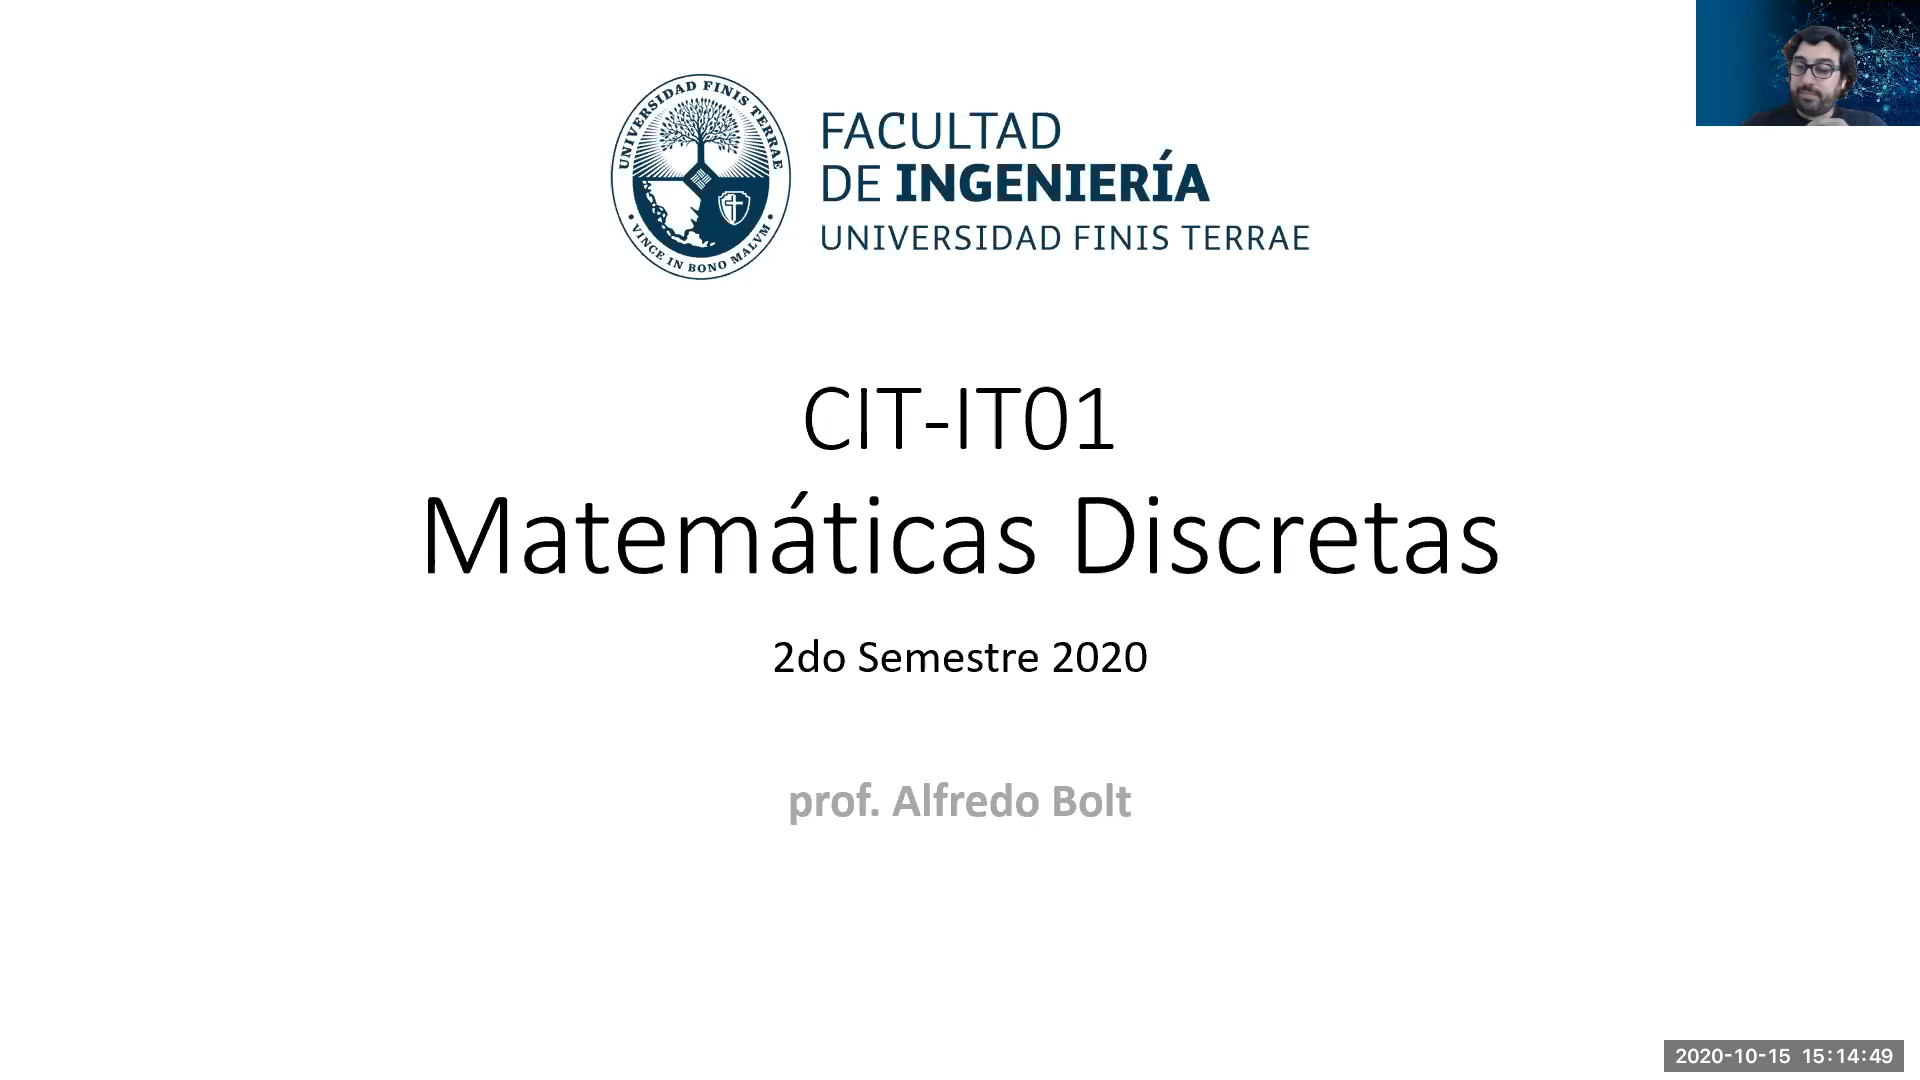 UNIVERSIDAD FINIS TERRAE
• VINCE IN BONO MALVM •
FACULTAD
DE INGENIERÍA
UNIVERSIDAD FINIS TERRAE
CIT-IT01
Matemáticas Discretas
2do Semestre 2020
prof. Alfredo Bolt
2020-10-15 15:14:49